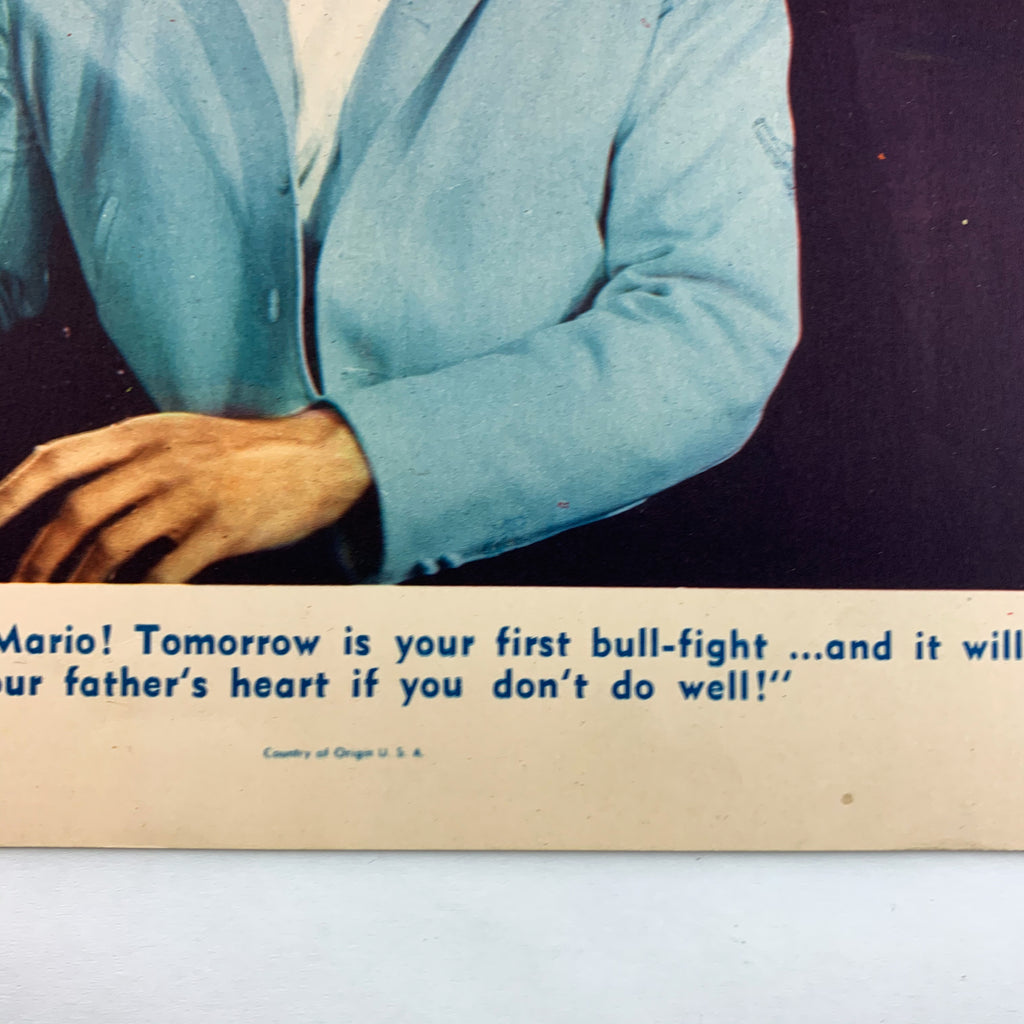 Mario! Tomorrow is your first bull-fight ...and it will
our father's heart if you don't do well!"
Country of Origin U. S. A.